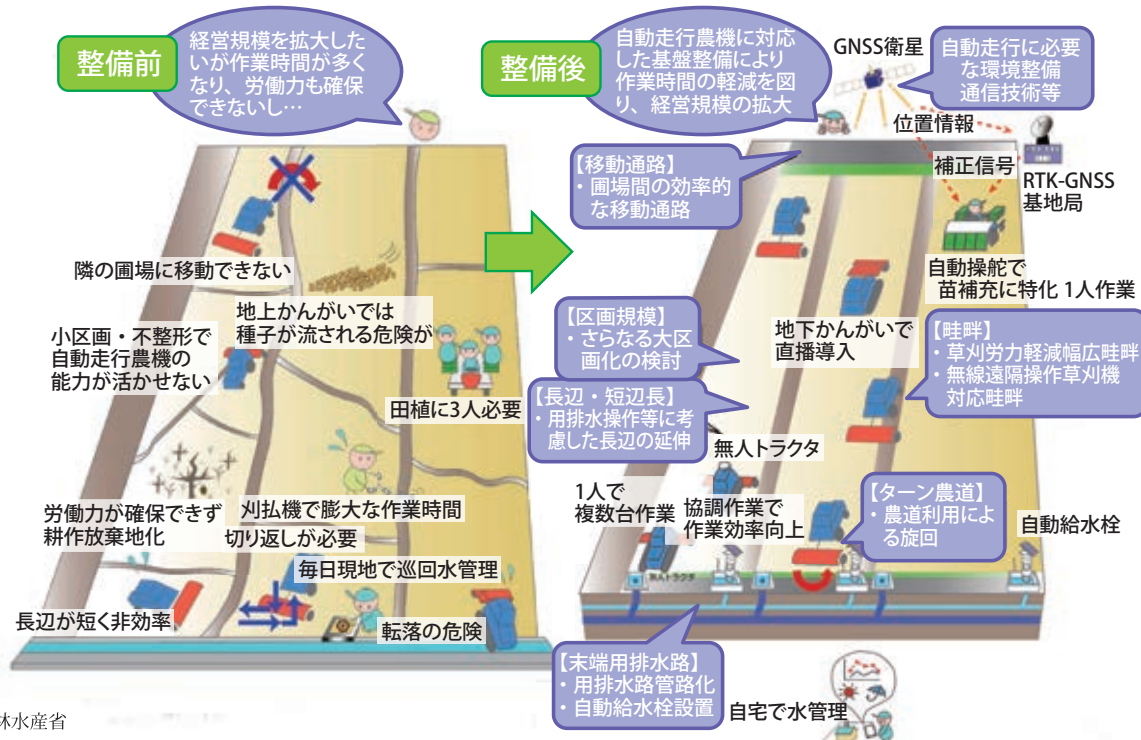 整備前
経営規模を拡大した
いが作業時間が多く
なり、労働力も確保
できないし…
隣の圃場に移動できない
地上かんがいでは
種子が流される危険が
小区画・不整形で
自動走行農機の
能力が活かせない
田植に3人必要
労働力が確保できず
耕作放棄地化
刈払機で膨大な作業時間
切り返しが必要
毎日現地で巡回水管理
長辺が短く非効率
転落の危険
整備後
自動走行農機に対応
した基盤整備により
作業時間の軽減を図
り、経営規模の拡大
GNSS衛星
自動走行に必要
な環境整備
通信技術等
位置情報
補正信号
RTK-GNSS
基地局
【移動通路】
・圃場間の効率的
な移動通路
自動操舵で
苗補充に特化 1人作業
【区画規模】
・さらなる大区
画化の検討
地下かんがいで
直播導入
【畦畔】
・草刈労力軽減幅広畦畔
・無線遠隔操作草刈機
対応畦畔
【長辺・短辺長】
・用排水操作等に考
慮した長辺の延伸
無人トラクタ
1人で
複数台作業
協調作業で
作業効率向上
【ターン農道】
・農道利用によ
る旋回
自動給水栓
無人トラクタ
【末端用排水路】
・用排水路管路化
・自動給水栓設置
自宅で水管理
林水産省